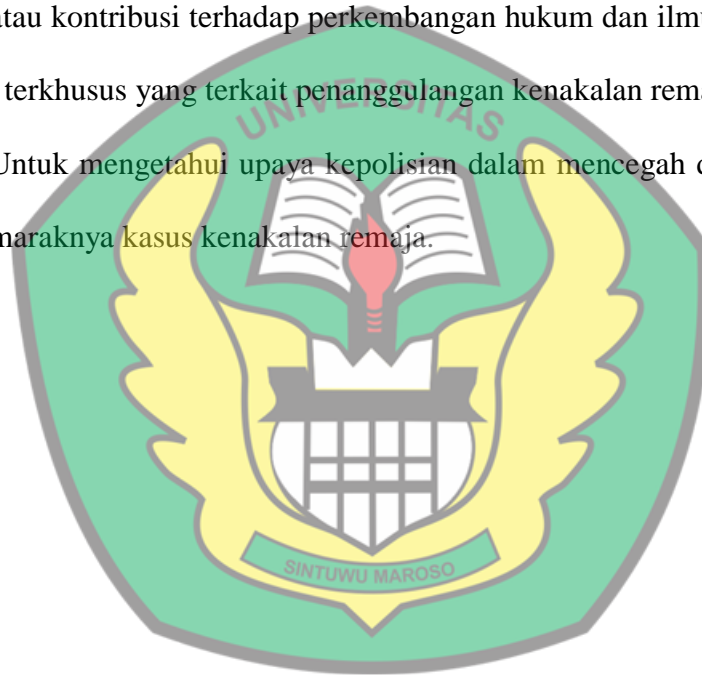 atau kontribusi terhadap perkembangan hukum dan ilmu
terkhusus yang terkait penanggulangan kenakalan rema
Untuk mengetahui upaya kepolisian dalam mencegah d
maraknya kasus kenakalan remaja.
UNIVERSITAS
SINTUWU MAROSO